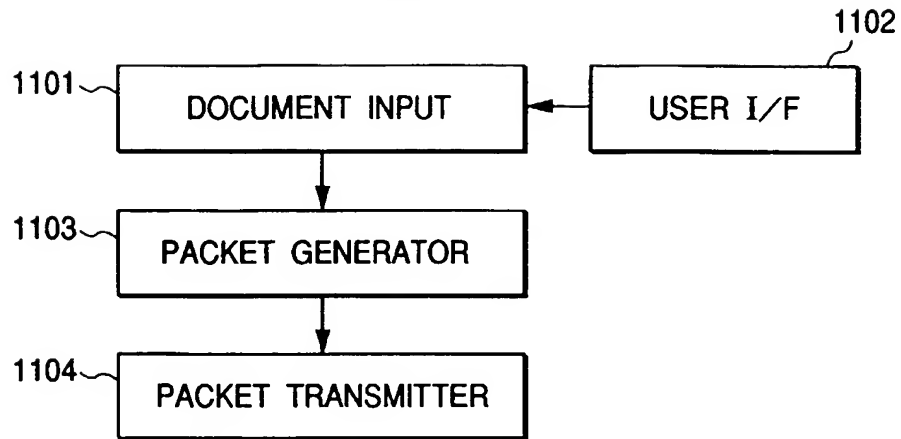 1102
1101
DOCUMENT INPUT
USER I/F
1103
PACKET GENERATOR
1104
PACKET TRANSMITTER